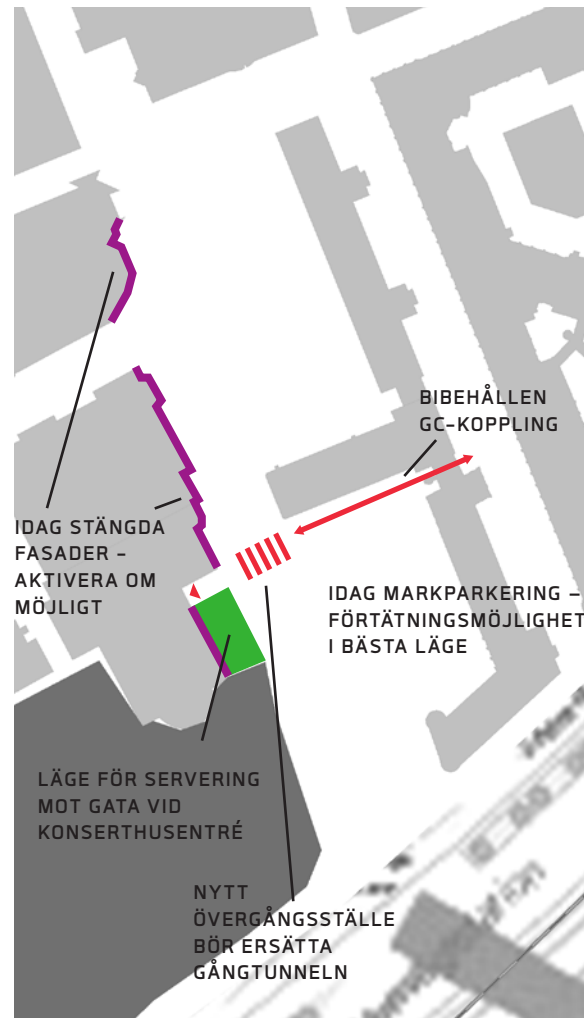 BIBEHÅLLEN
GC-KOPPLING
IDAG STÄNGDA
FASADER –
AKTIVERA OM
MÖJLIGT
IDAG MARKPARKERING –
FÖRTÄTNINGSMÖJLIGHET
I BÄSTA LÄGE
LÄGE FÖR SERVERING
MOT GATA VID
KONSERTHUSENTRÉ
NYTT
ÖVERGÅNGSSTÄLLE
BÖR ERSÄTTA
GÅNGTUNNELN